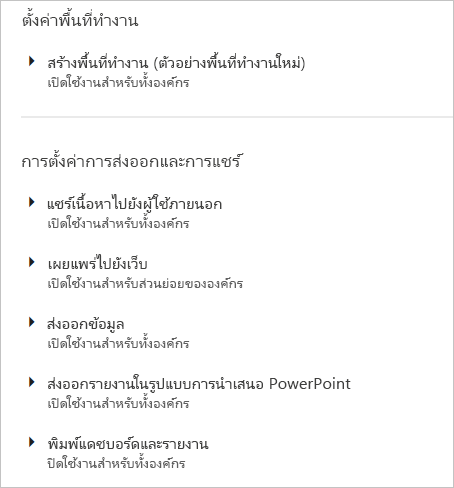 ตั้งค่าพื้นที่ทำงาน
สร้างพื้นที่ทำงาน (ตัวอย่างพื้นที่ทำงานใหม่)
เปิดใช้งานสำหรับทั้งองค์กร
การตั้งค่าการส่งออกและการแชร์
แชร์เนื้อหาไปยังผู้ใช้ภายนอก
เปิดใช้งานสำหรับทั้งองค์กร
เผยแพร่ไปยังเว็บ
เปิดใช้งานสำหรับส่วนย่อยขององค์กร
ส่งออกข้อมูล
เปิดใช้งานสำหรับทั้งองค์กร
ส่งออกรายงานในรูปแบบการนำเสนอ PowerPoint
เปิดใช้งานสำหรับทั้งองค์กร
พิมพ์แดชบอร์ดและรายงาน
ปิดใช้งานสำหรับทั้งองค์กร